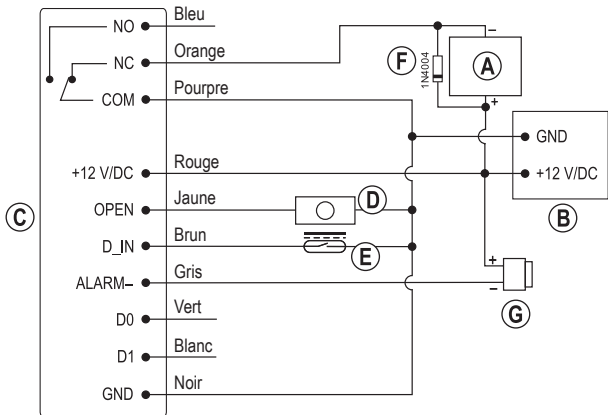 NO Bleu
NC Orange
COM Pourpre
F 1N4004
– A +
GND
+12 V/DC
B
C
+12 V/DC Rouge
OPEN Jaune D
D_IN Brun E
ALARM– Gris
+ – G
D0 Vert
D1 Blanc
GND Noir